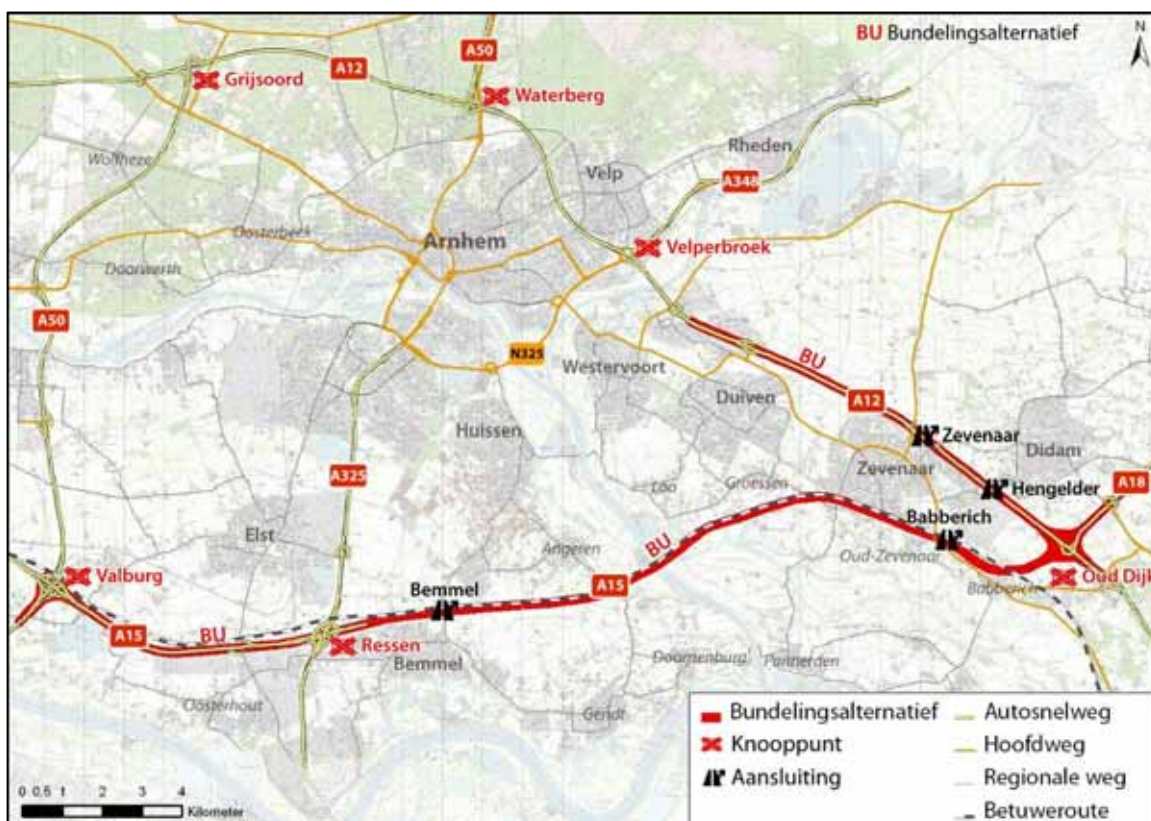 BU Bundelingsalternatief
N
A50
A12
Grijsoord
Waterberg
Rheden
Wolfheze
Velp
A348
Oosterbeek
Arnhem
Velperbroek
Doorwerth
A50
N325
Westervoort
BU
A12
Duiven
Huissen
Zevenaar
Didam
Zevenaar
A325
Loo
Groessen
Hengelder
A18
Babberich
Elst
Angeren
BU
Oud-Zevenaar
Valburg
Bemmel
A15
Babberich
Oud Dijk
A15
BU
Ressen
Bemmel
Doornenburg
Pannerden
Oosterhout
Gendt
Bundelingsalternatief
Knooppunt
Aansluiting
Autosnelweg
Hoofdweg
Regionale weg
Betuweroute
0 0,5 1 2 3 4
Kilometer